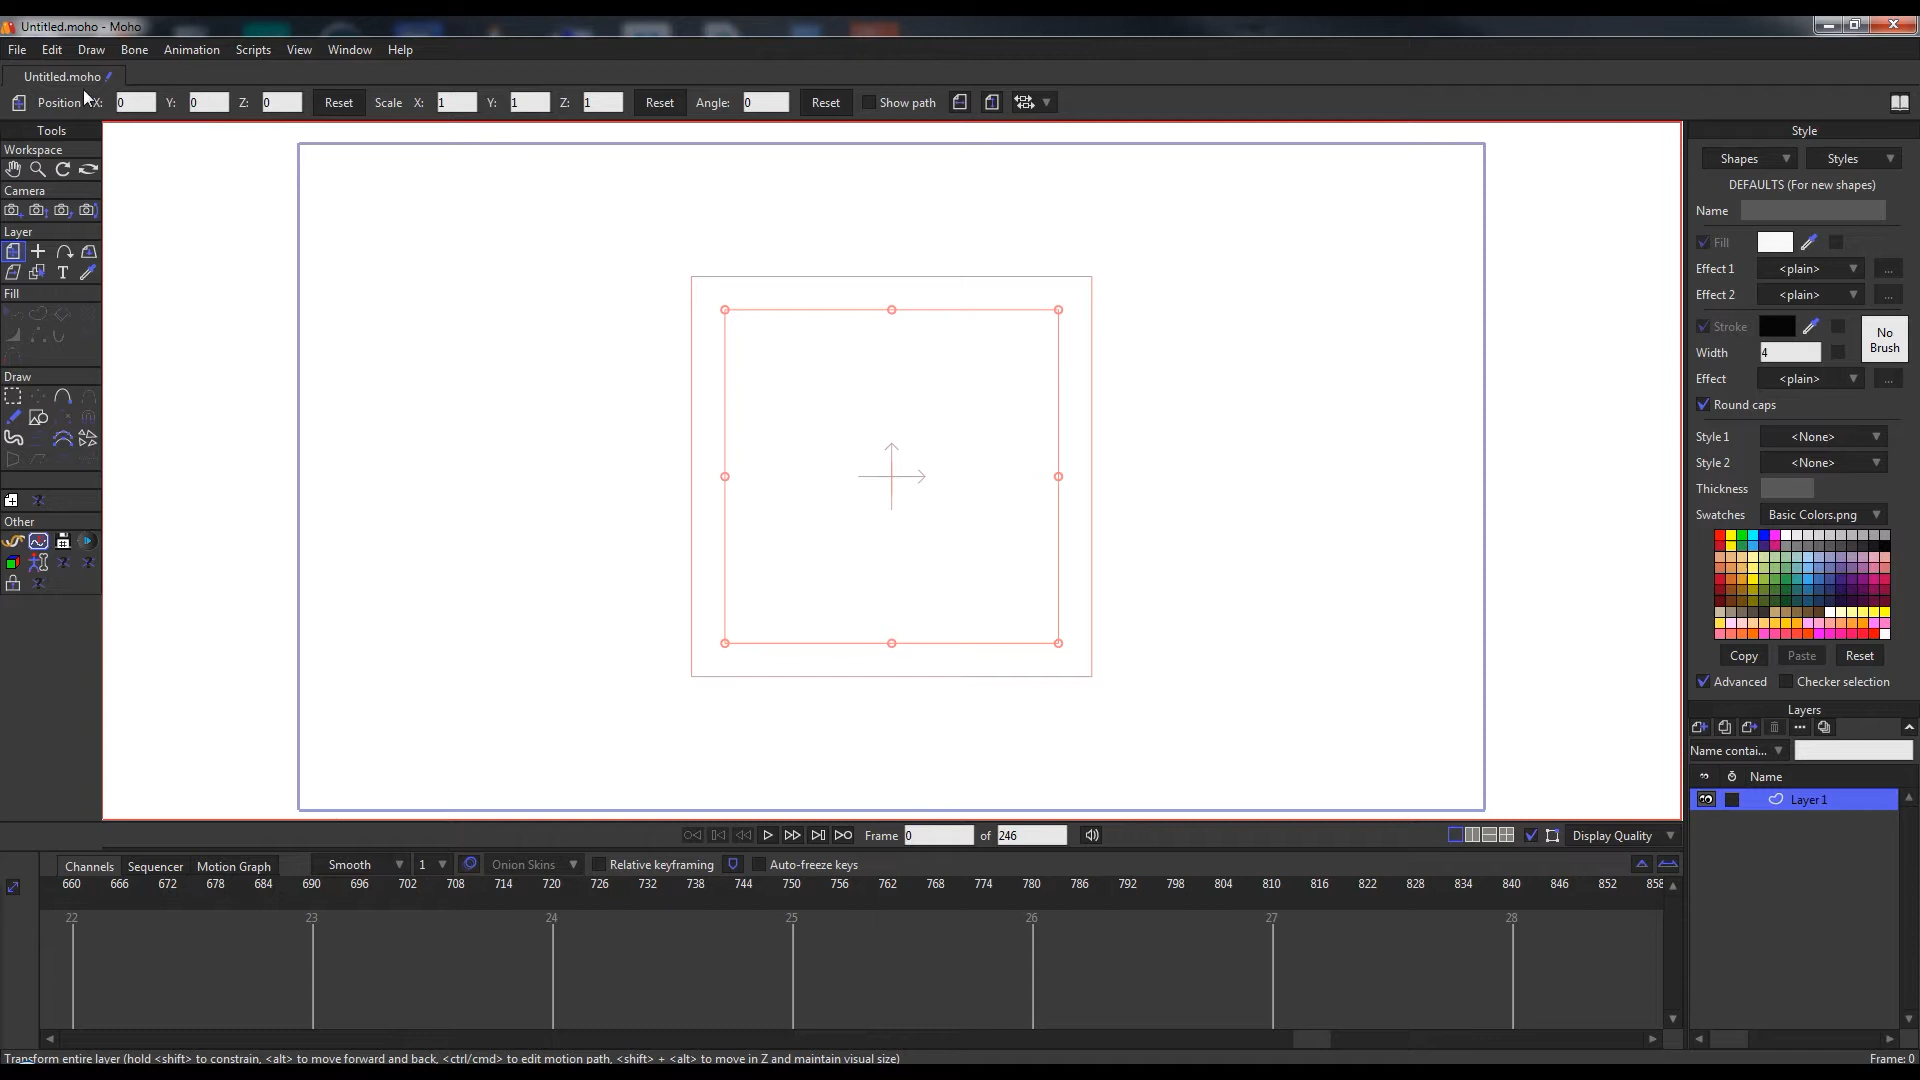 Untitled.moho - Moho
File Edit Draw Bone Animation Scripts View Window Help
Untitled.moho
Position X: 0 Y: 0 Z: 0 Reset Scale X: 1 Y: 1 Z: 1 Reset Angle: 0 Reset Show path
Tools
Workspace
Camera
Layer
T
Fill
Draw
Other
Style
Shapes Styles
DEFAULTS (For new shapes)
Name
Fill
Effect 1 <plain> ...
Effect 2 <plain> ...
Stroke
No Brush
Width 4
Effect <plain> ...
Round caps
Style 1 <None>
Style 2 <None>
Thickness
Swatches Basic Colors.png
Copy Paste Reset
Advanced Checker selection
Layers
Name contai...
Name
Layer 1
Frame 0 of 246 Display Quality
Channels Sequencer Motion Graph Smooth 1 Onion Skins Relative keyframing Auto-freeze keys
660 666 672 678 684 690 696 702 708 714 720 726 732 738 744 750 756 762 768 774 780 786 792 798 804 810 816 822 828 834 840 846 852 858
22 23 24 25 26 27 28
Transform entire layer (hold <shift> to constrain, <alt> to move forward and back, <ctrl/cmd> to edit motion path, <shift> + <alt> to move in Z and maintain visual size)
Frame: 0